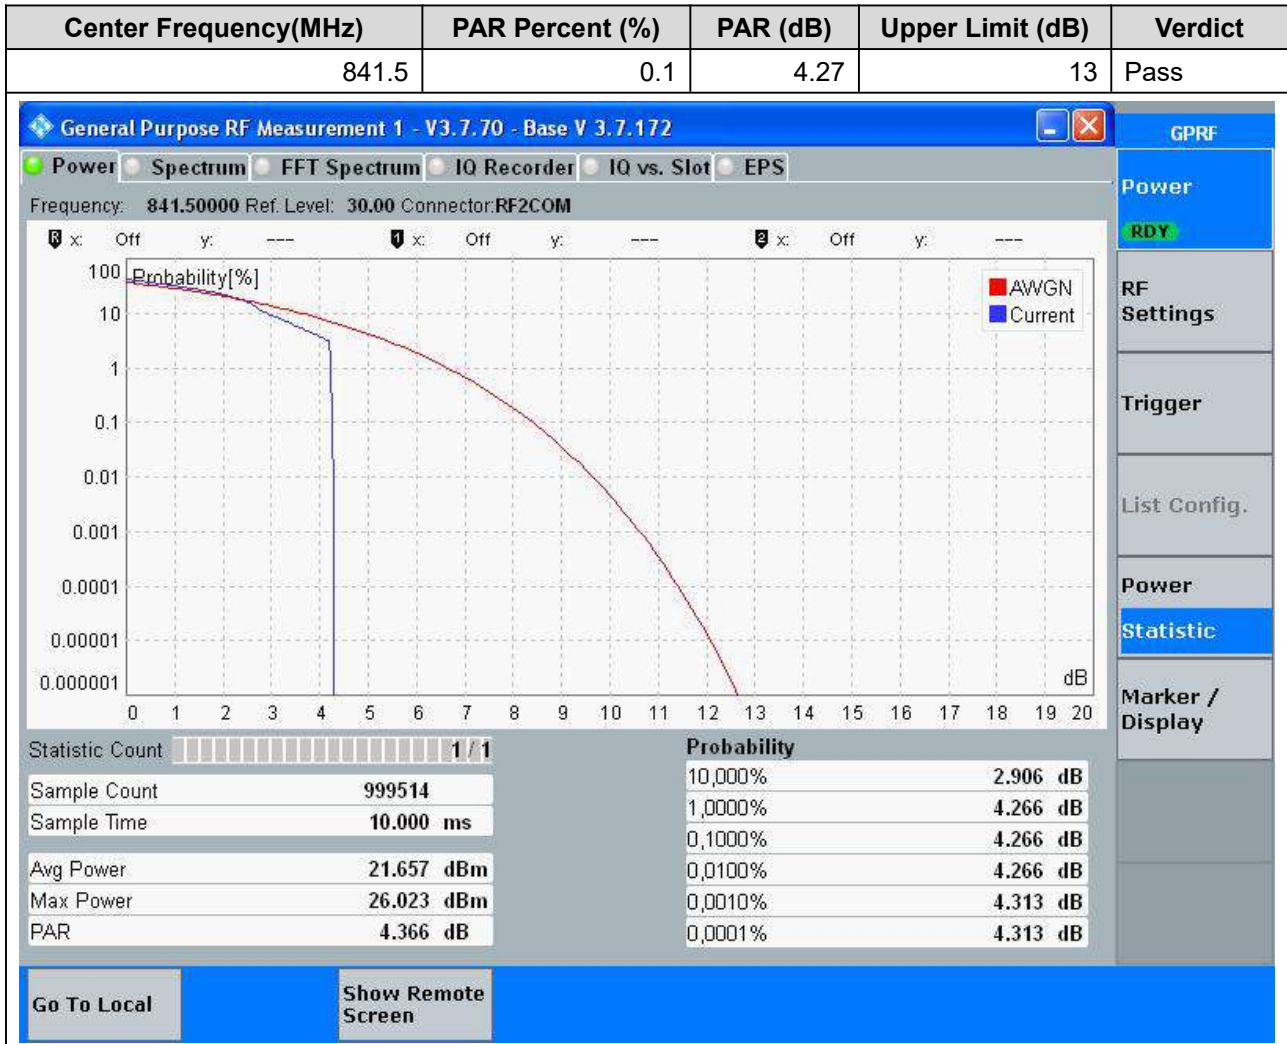 Center Frequency(MHz) PAR Percent (%) PAR (dB) Upper Limit (dB) Verdict
841.5 0.1 4.27 13 Pass
General Purpose RF Measurement 1 - V3.7.70 - Base V 3.7.172
GPRF
Power Spectrum FFT Spectrum IQ Recorder IQ vs. Slot EPS
Frequency: 841.50000 Ref. Level: 30.00 Connector:RF2COM
R x: Off y: --- 1 x: Off y: --- 2 x: Off y: ---
Probability[%]
AWGN
Current
100
10
1
0.1
0.01
0.001
0.0001
0.00001
0.000001
dB
0 1 2 3 4 5 6 7 8 9 10 11 12 13 14 15 16 17 18 19 20
Statistic Count 1 / 1
Sample Count 999514
Sample Time 10.000 ms
Avg Power 21.657 dBm
Max Power 26.023 dBm
PAR 4.366 dB
Probability
10,000% 2.906 dB
1,0000% 4.266 dB
0,1000% 4.266 dB
0,0100% 4.266 dB
0,0010% 4.313 dB
0,0001% 4.313 dB
Power
RDY
RF
Settings
Trigger
List Config.
Power
Statistic
Marker /
Display
Go To Local
Show Remote
Screen